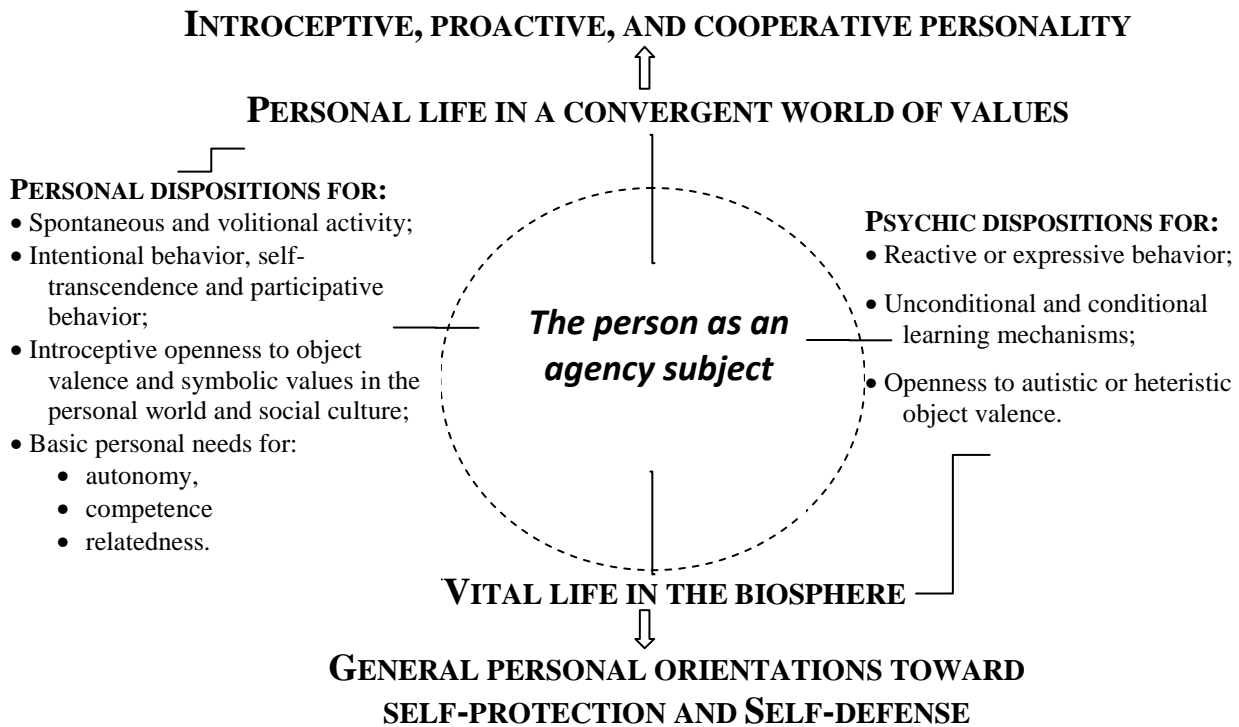 INTROCEPTIVE, PROACTIVE, AND COOPERATIVE PERSONALITY
PERSONAL LIFE IN A CONVERGENT WORLD OF VALUES
PERSONAL DISPOSITIONS FOR:
• Spontaneous and volitional activity;
• Intentional behavior, self-
transcendence and participative
behavior;
• Introceptive openness to object
valence and symbolic values in the
personal world and social culture;
• Basic personal needs for:
• autonomy,
• competence
• relatedness.
The person as an
agency subject
PSYCHIC DISPOSITIONS FOR:
• Reactive or expressive behavior;
• Unconditional and conditional
learning mechanisms;
• Openness to autistic or heteristic
object valence.
VITAL LIFE IN THE BIOSPHERE
GENERAL PERSONAL ORIENTATIONS TOWARD
SELF-PROTECTION AND SELF-DEFENSE